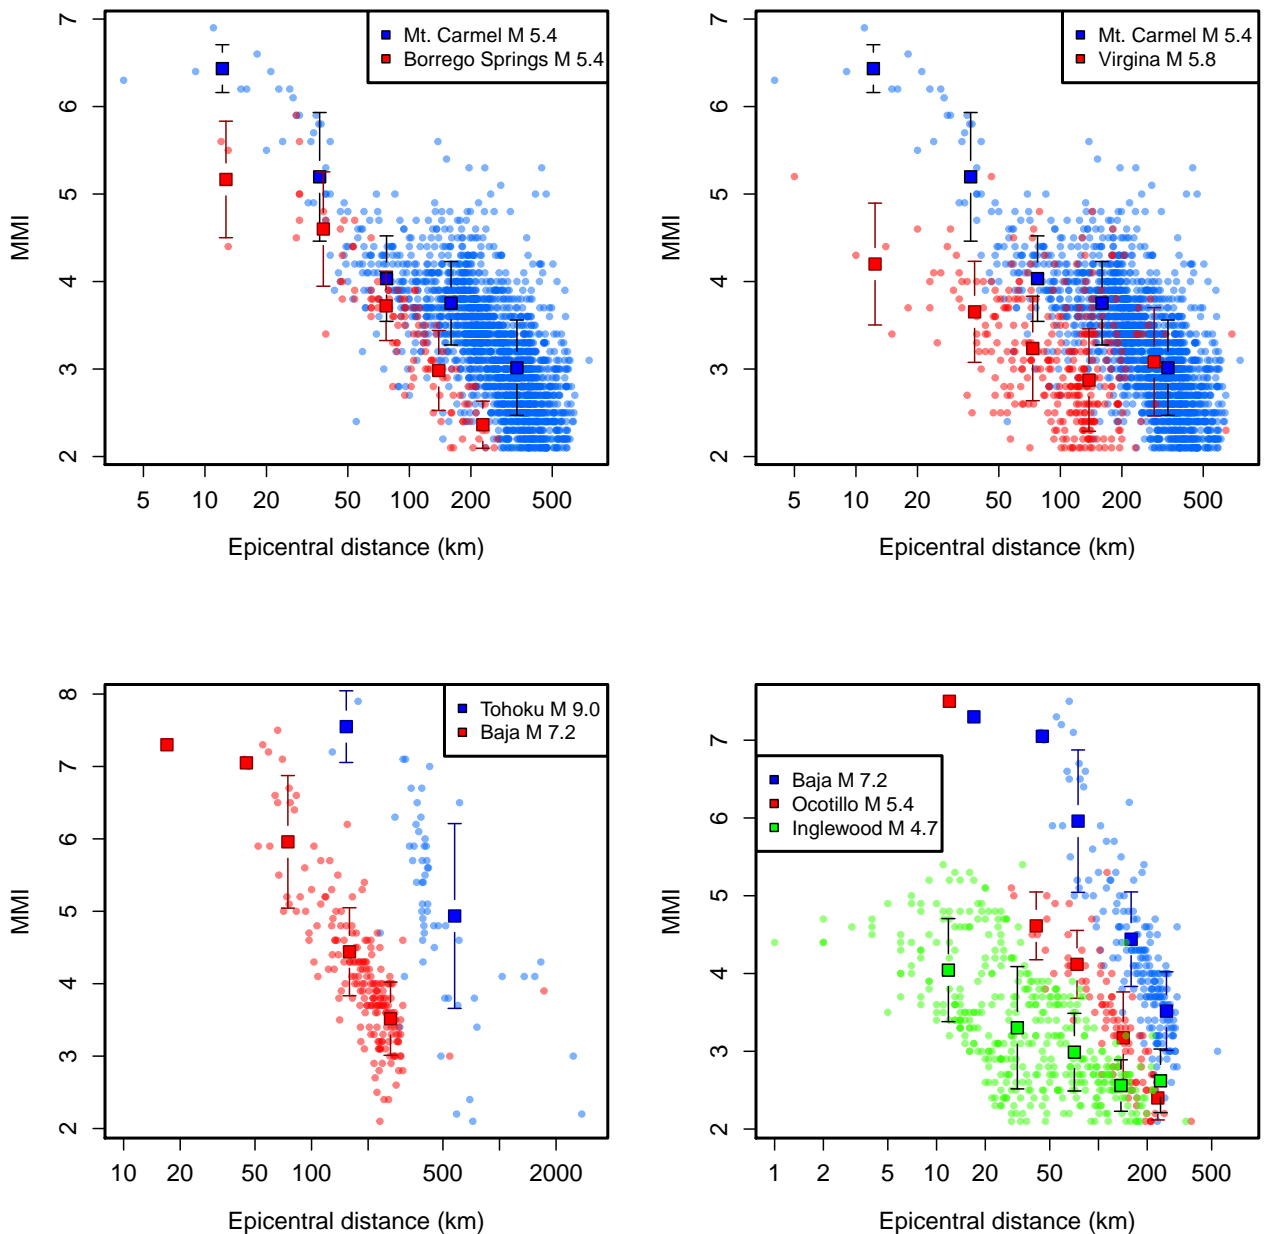 Mt. Carmel M 5.4
Borrego Springs M 5.4
MMI
7
6
5
4
3
2
5 10 20 50 100 200 500
Epicentral distance (km)
Mt. Carmel M 5.4
Virgina M 5.8
MMI
7
6
5
4
3
2
5 10 20 50 100 200 500
Epicentral distance (km)
Tohoku M 9.0
Baja M 7.2
MMI
8
7
6
5
4
3
2
10 20 50 100 500 2000
Epicentral distance (km)
Baja M 7.2
Ocotillo M 5.4
Inglewood M 4.7
MMI
7
6
5
4
3
2
1 2 5 10 20 50 200 500
Epicentral distance (km)